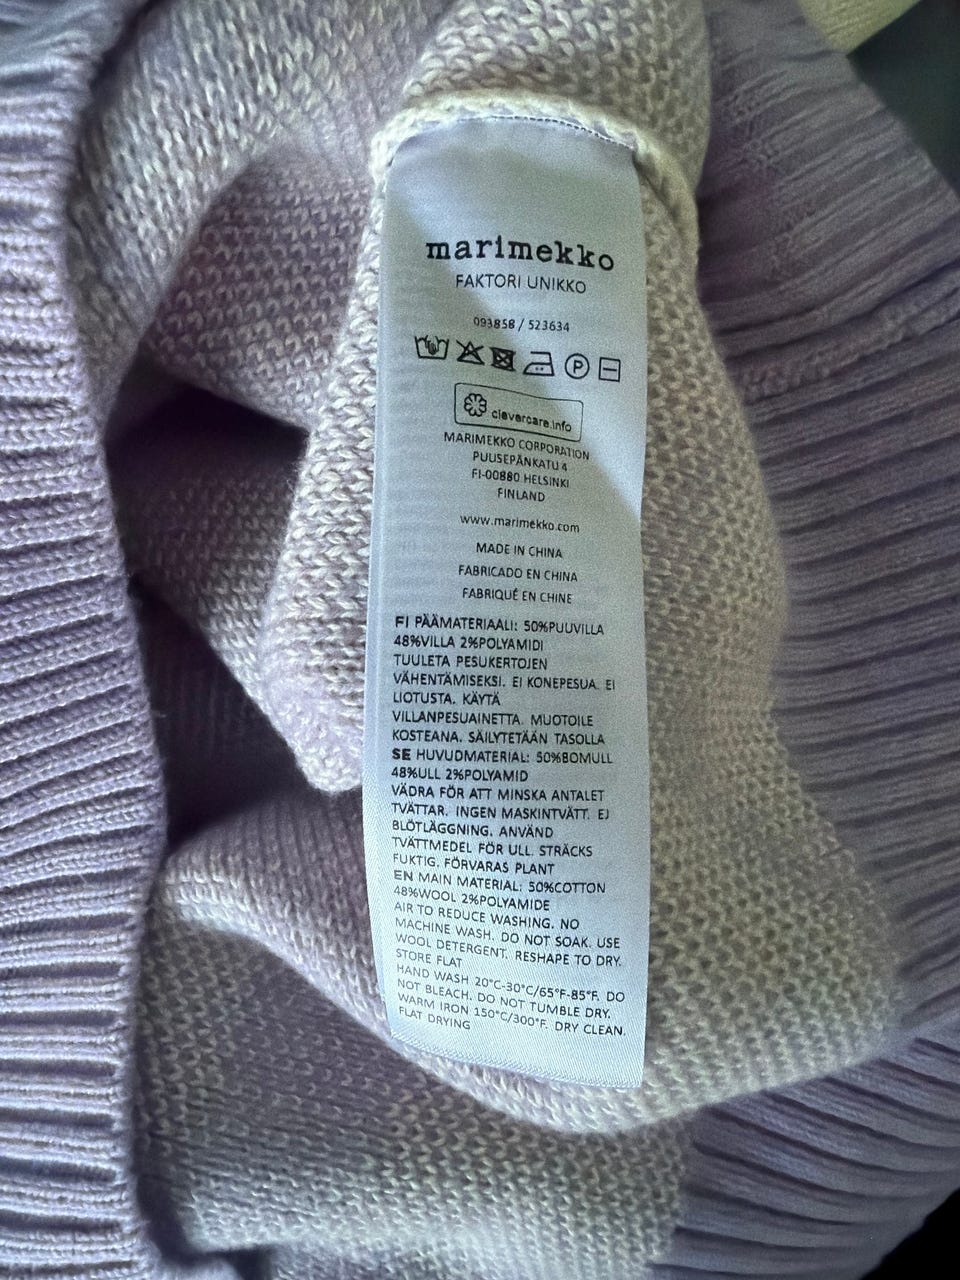 marimekko
FAKTORI UNIKKO
093858 / 523634
P
clevercare.info
MARIMEKKO CORPORATION
PUUSEPÄNKATU 4
FI-00880 HELSINKI
FINLAND
www.marimekko.com
MADE IN CHINA
FABRICADO EN CHINA
FABRIQUÉ EN CHINE
FI PÄÄMATERIAALI: 50%PUUVILLA
48%VILLA 2%POLYAMIDI
TUULETA PESUKERTOJEN
VÄHENTÄMISEKSI. EI KONEPESUA. EI
LIOTUSTA. KÄYTÄ
VILLANPESUAINETTA. MUOTOILE
KOSTEANA. SÄILYTETÄÄN TASOLLA
SE HUVUDMATERIAL: 50%BOMULL
48%ULL 2%POLYAMID
VÄDRA FÖR ATT MINSKA ANTALET
TVÄTTAR. INGEN MASKINTVÄTT. EJ
BLÖTLÄGGNING. ANVÄND
TVÄTTMEDEL FÖR ULL. STRÄCKS
FUKTIG. FÖRVARAS PLANT
EN MAIN MATERIAL: 50%COTTON
48%WOOL 2%POLYAMIDE
AIR TO REDUCE WASHING. NO
MACHINE WASH. DO NOT SOAK. USE
WOOL DETERGENT. RESHAPE TO DRY.
STORE FLAT
HAND WASH 20°C-30°C/65°F-85°F. DO
NOT BLEACH. DO NOT TUMBLE DRY.
WARM IRON 150°C/300°F. DRY CLEAN.
FLAT DRYING